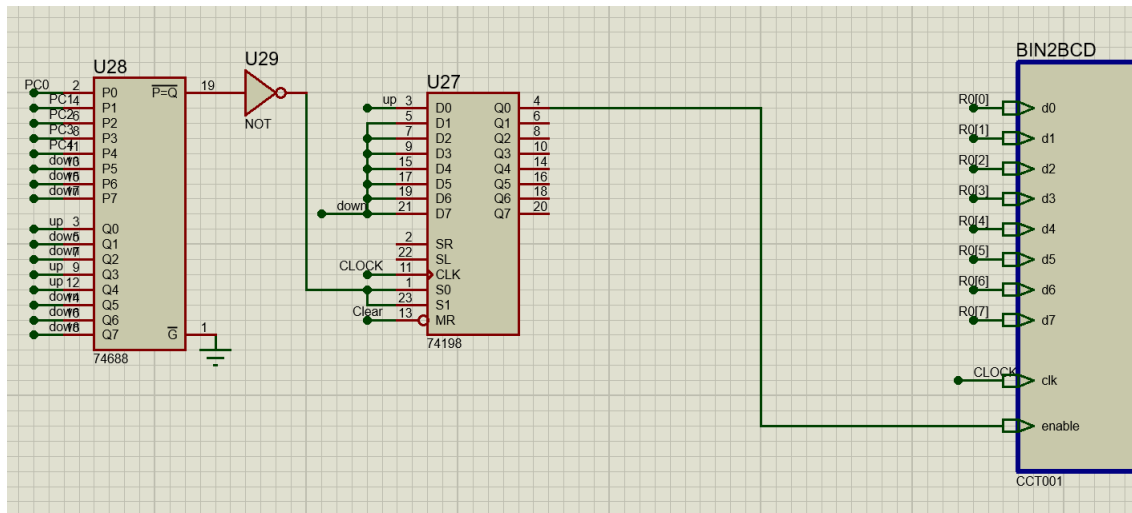 U28
PC0 2 P0 P=Q 19
PC1 4 P1
PC2 6 P2
PC3 8 P3
PC4 11 P4
down 13 P5
down 15 P6
down 17 P7
up 3 Q0
down 5 Q1
down 7 Q2
up 9 Q3
up 12 Q4
down 14 Q5
down 16 Q6
down 18 Q7
G 1
74688
U29
NOT
U27
up 3 D0 Q0 4
5 D1 Q1 6
7 D2 Q2 8
9 D3 Q3 10
15 D4 Q4 14
17 D5 Q5 16
19 D6 Q6 18
down 21 D7 Q7 20
2 SR
22 SL
CLOCK 11 CLK
1 S0
23 S1
Clear 13 MR
74198
BIN2BCD
R0[0] d0
R0[1] d1
R0[2] d2
R0[3] d3
R0[4] d4
R0[5] d5
R0[6] d6
R0[7] d7
CLOCK clk
enable
CCT001